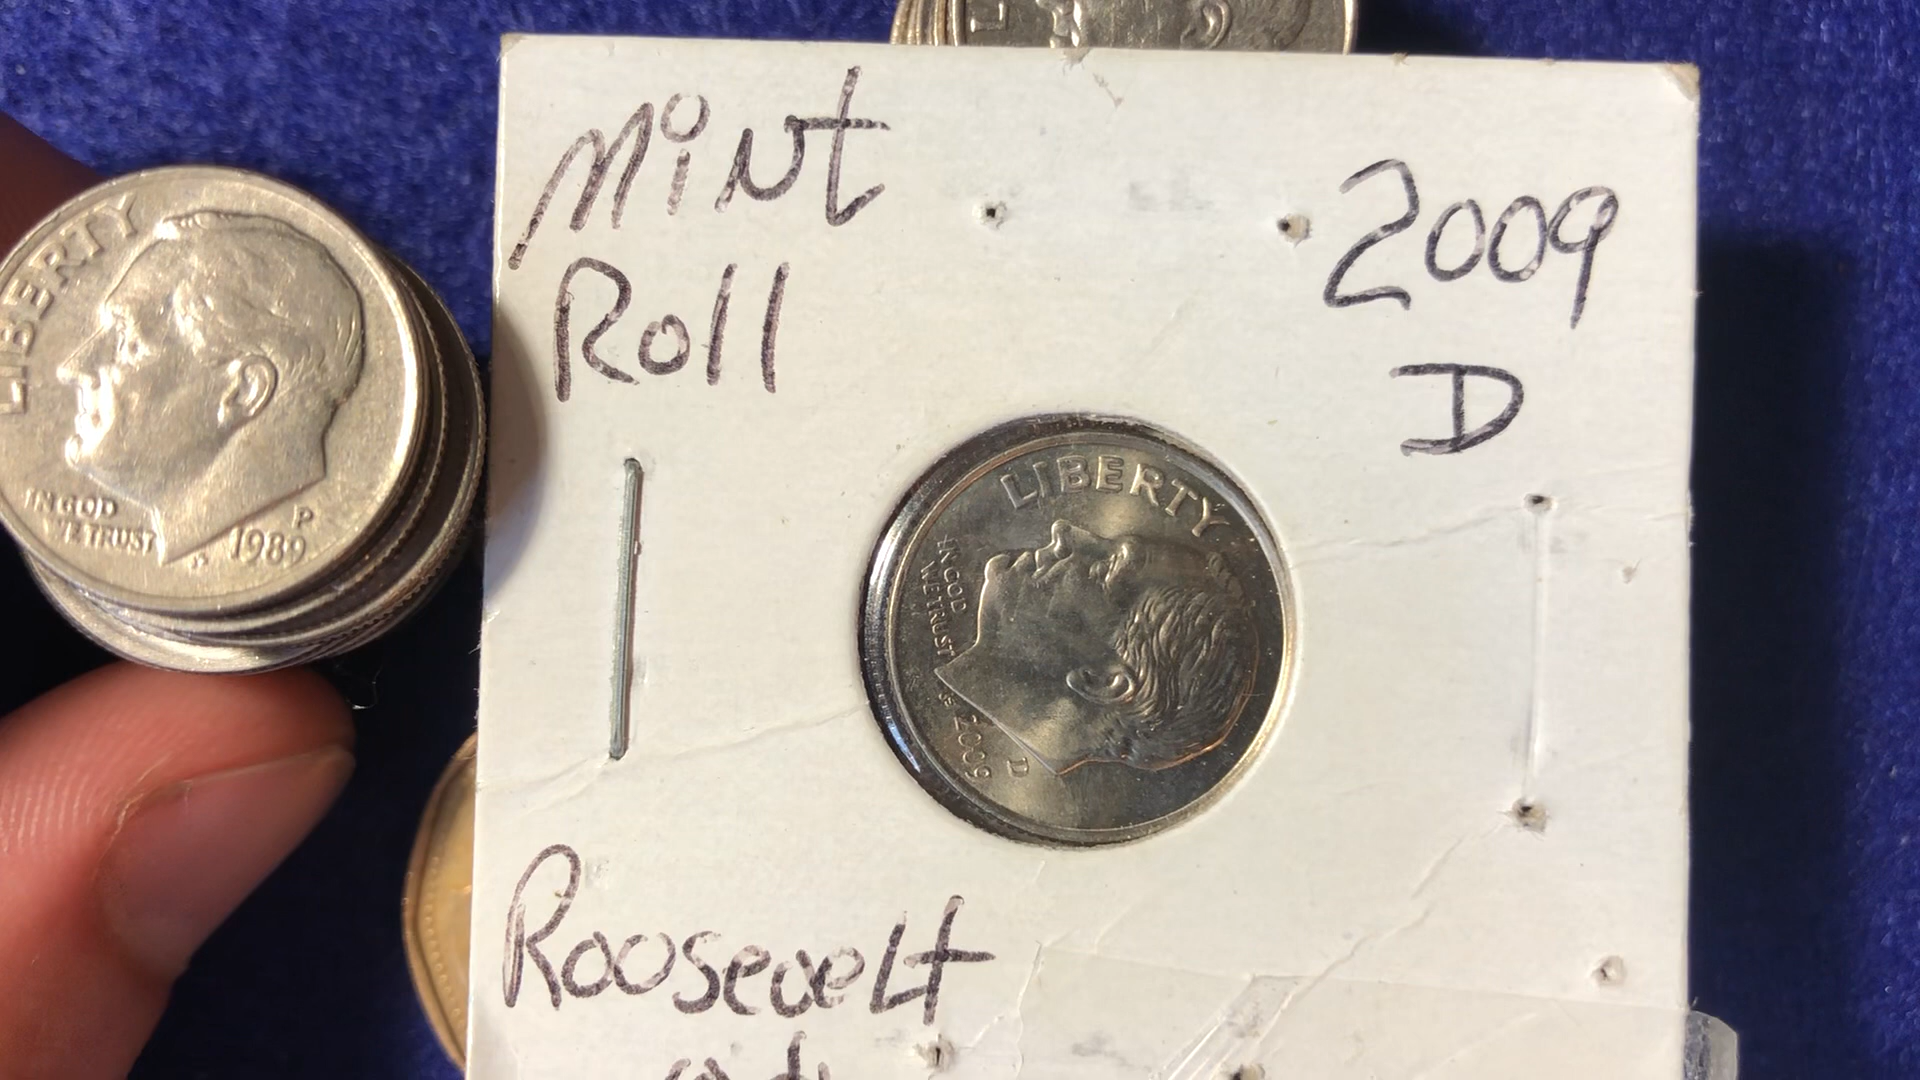 Mint
Roll
2009
D
Roosevelt
LIBERTY
IN GOD
WE TRUST
2009
D
LIBERTY
IN GOD
WE TRUST
P
1989
L